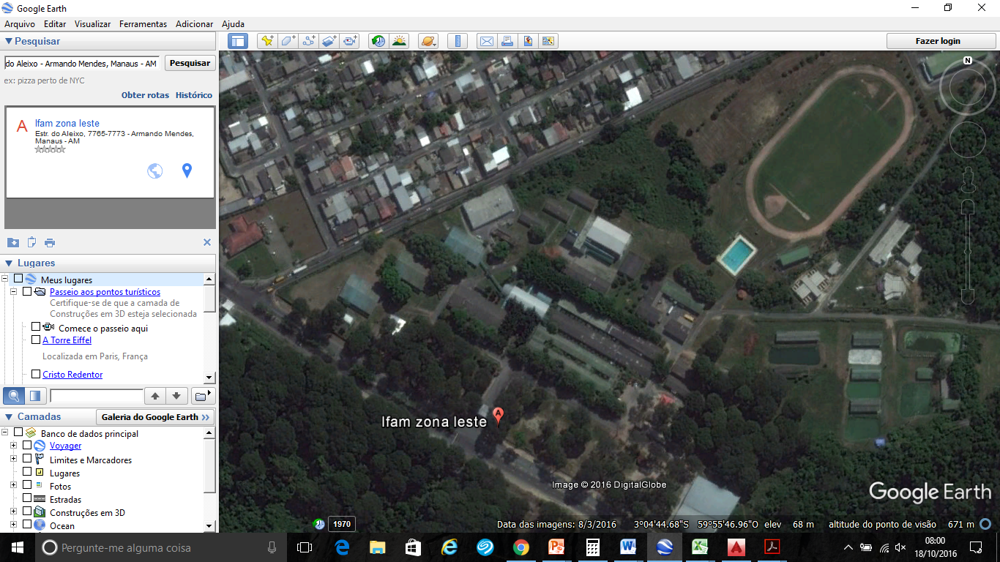 Google Earth
Arquivo Editar Visualizar Ferramentas Adicionar Ajuda
Pesquisar
do Aleixo - Armando Mendes, Manaus - AM
Pesquisar
ex: pizza perto de NYC
Obter rotas Histórico
A
Ifam zona leste
Estr. do Aleixo, 7765-7773 - Armando Mendes,
Manaus - AM
Lugares
Meus lugares
Passeio aos pontos turísticos
Certifique-se de que a camada de
Construções em 3D esteja selecionada
Comece o passeio aqui
A Torre Eiffel
Localizada em Paris, França
Cristo Redentor
Camadas
Galeria do Google Earth >>
Banco de dados principal
Voyager
Limites e Marcadores
Lugares
Fotos
Estradas
Construções em 3D
Ocean
Fazer login
N
Ifam zona leste
A
Image © 2016 DigitalGlobe
Google Earth
1970
Data das imagens: 8/3/2016 3°04'44.68"S 59°55'46.96"O elev 68 m altitude do ponto de visão 671 m
Pergunte-me alguma coisa
08:00
18/10/2016